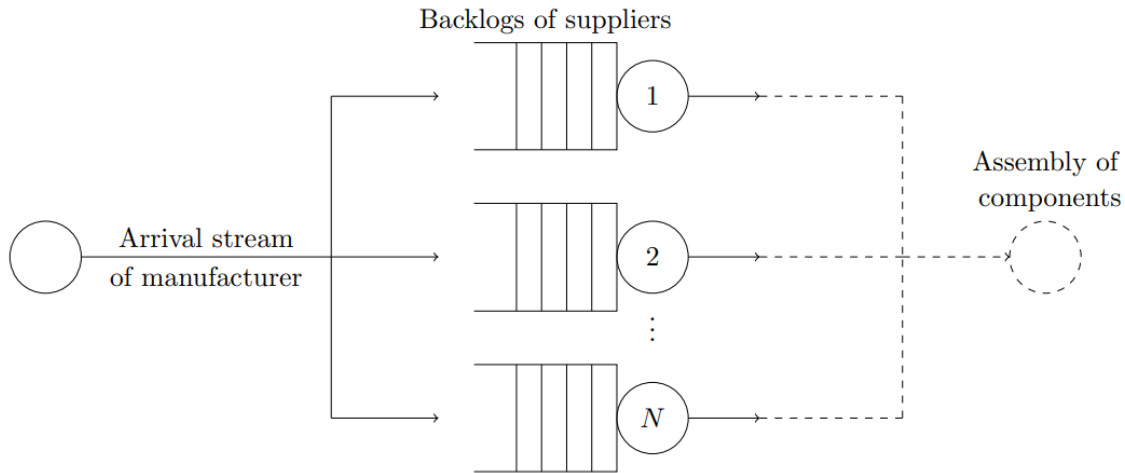 Backlogs of suppliers
1
Assembly of
components
Arrival stream
of manufacturer
2
⋮
N